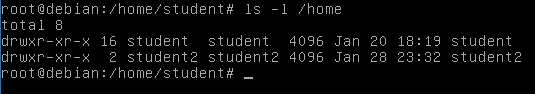 root@debian:/home/student# ls -l /home
total 8
drwxr-xr-x 16 student  student  4096 Jan 20 18:19 student
drwxr-xr-x  2 student2 student2 4096 Jan 28 23:32 student2
root@debian:/home/student# _